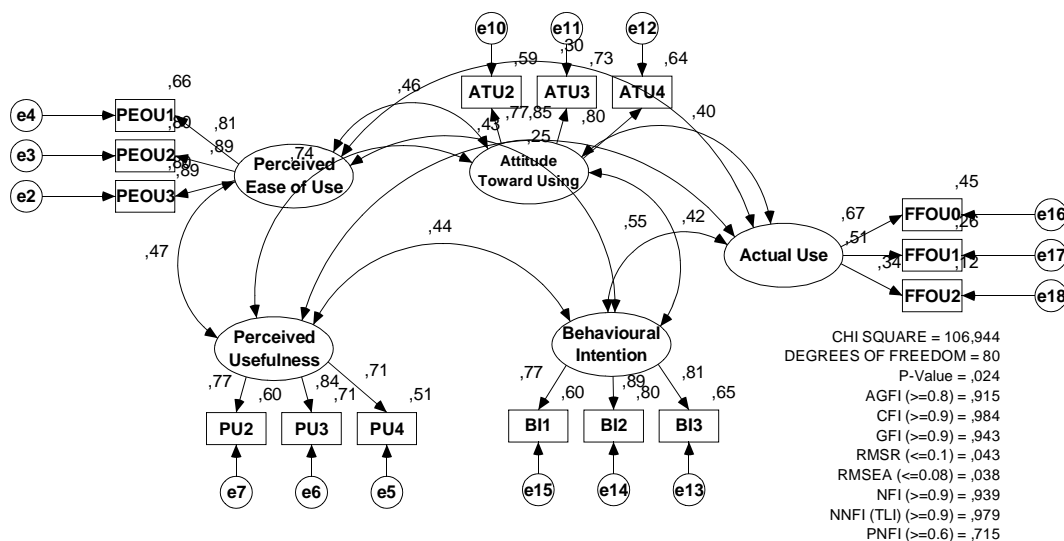 e10
e11
e12
,59
,30
,73
,64
ATU2
ATU3
ATU4
,66
,46
,40
e4
PEOU1
,77
,85
,80
,80
,81
,43
,25
e3
PEOU2
,89
,74
Perceived
Ease of Use
Attitude
Toward Using
,80
,89
e2
PEOU3
,45
,67
FFOU0
e16
,47
,44
,55
,42
,51
,26
Actual Use
FFOU1
e17
,34
,12
FFOU2
e18
Perceived
Usefulness
Behavioural
Intention
,77
,60
,84
,71
,71
,51
,77
,60
,89
,80
,81
,65
PU2
PU3
PU4
BI1
BI2
BI3
e7
e6
e5
e15
e14
e13
CHI SQUARE = 106,944
DEGREES OF FREEDOM = 80
P-Value = ,024
AGFI (>=0.8) = ,915
CFI (>=0.9) = ,984
GFI (>=0.9) = ,943
RMSR (<=0.1) = ,043
RMSEA (<=0.08) = ,038
NFI (>=0.9) = ,939
NNFI (TLI) (>=0.9) = ,979
PNFI (>=0.6) = ,715